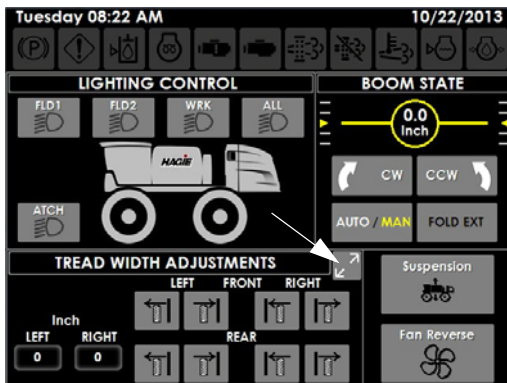 Tuesday 08:22 AM 10/22/2013
(P)
LIGHTING CONTROL
FLD1 FLD2 WRK ALL
HAGIE
ATCH
BOOM STATE
0.0
Inch
CW CCW
AUTO / MAN FOLD EXT
TREAD WIDTH ADJUSTMENTS
LEFT FRONT RIGHT
Inch
LEFT RIGHT
0 0
REAR
Suspension
Fan Reverse